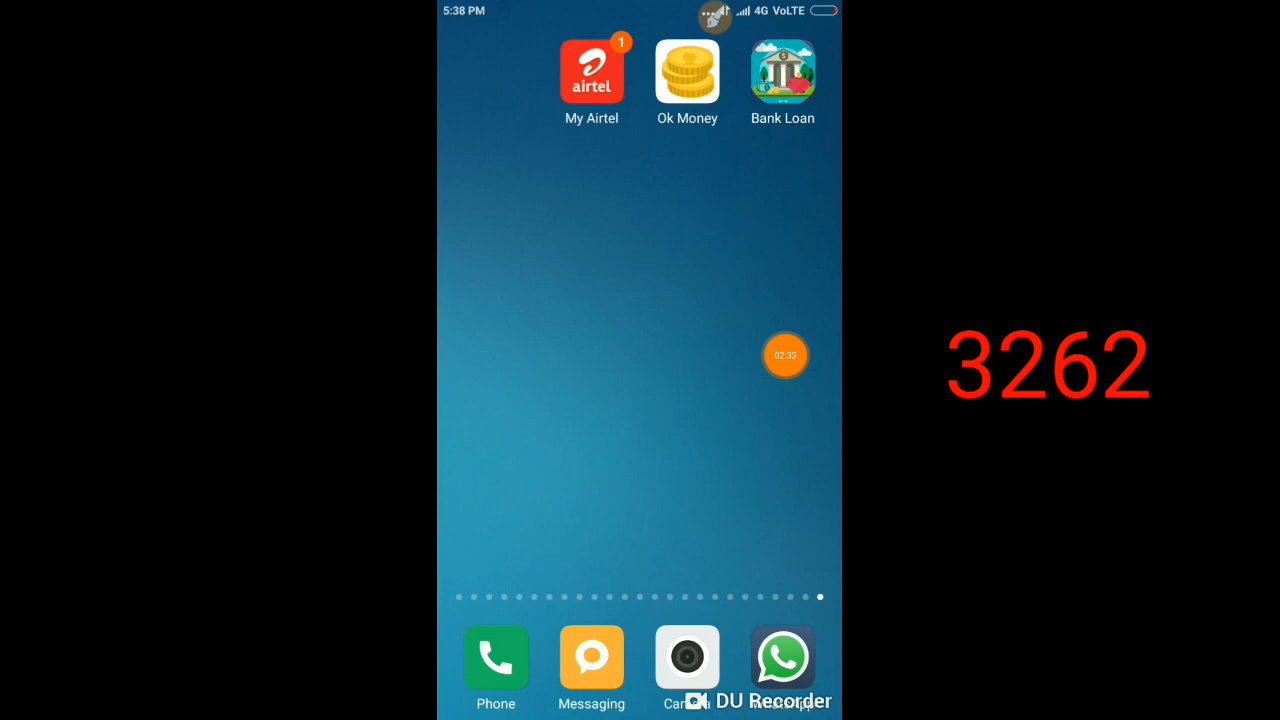 5:38 PM
4G VoLTE
1
airtel
My Airtel
Ok Money
Bank Loan
02:33
3262
Phone
Messaging
DU Recorder